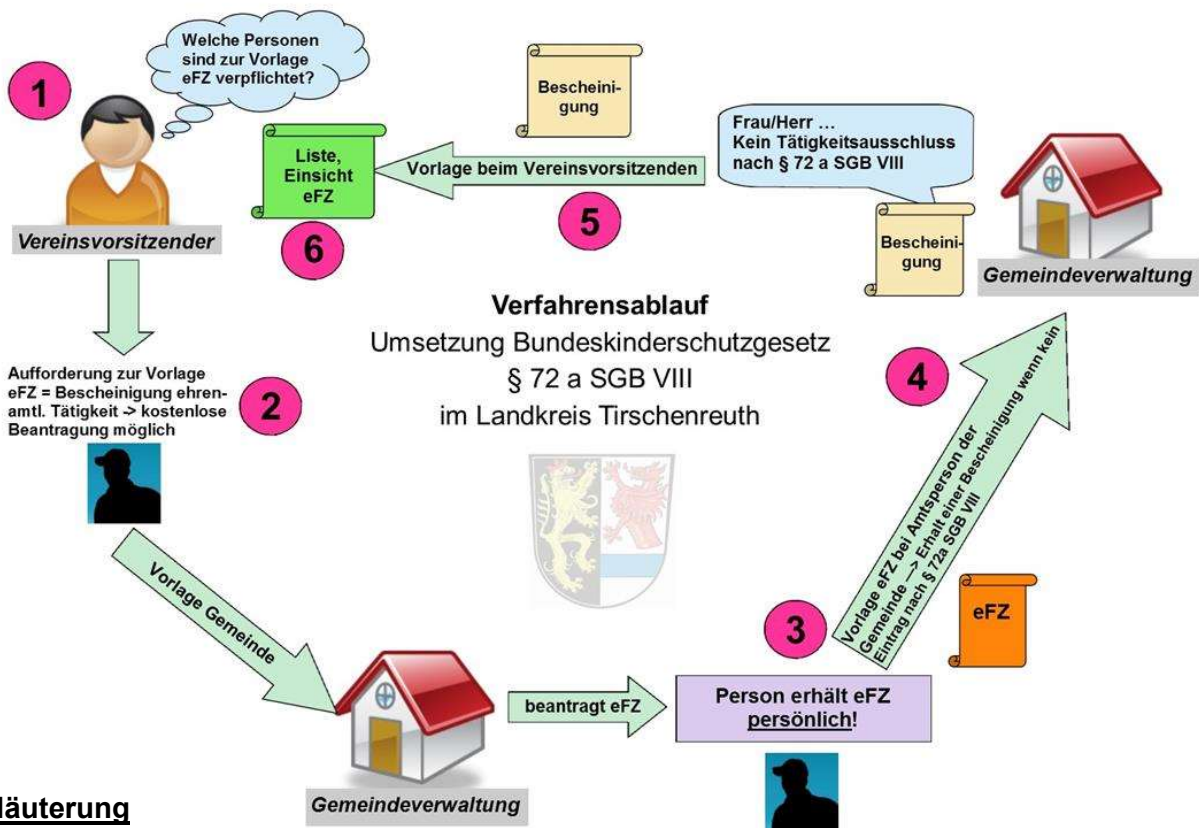 1
Welche Personen
sind zur Vorlage
eFZ verpflichtet?
Vereinsvorsitzender
Liste,
Einsicht
eFZ
6
Bescheini-
gung
Vorlage beim Vereinsvorsitzenden
5
Frau/Herr ...
Kein Tätigkeitsausschluss
nach § 72 a SGB VIII
Bescheini-
gung
Gemeindeverwaltung
Verfahrensablauf
Umsetzung Bundeskinderschutzgesetz
§ 72 a SGB VIII
im Landkreis Tirschenreuth
Aufforderung zur Vorlage
eFZ = Bescheinigung ehren-
amtl. Tätigkeit -> kostenlose
Beantragung möglich
2
Vorlage Gemeinde
Gemeindeverwaltung
beantragt eFZ
3
Person erhält eFZ
persönlich!
4
Vorlage eFZ bei Amtsperson der
Gemeinde --> Erhalt einer Bescheinigung wenn kein
Eintrag nach § 72a SGB VIII
eFZ
läuterung